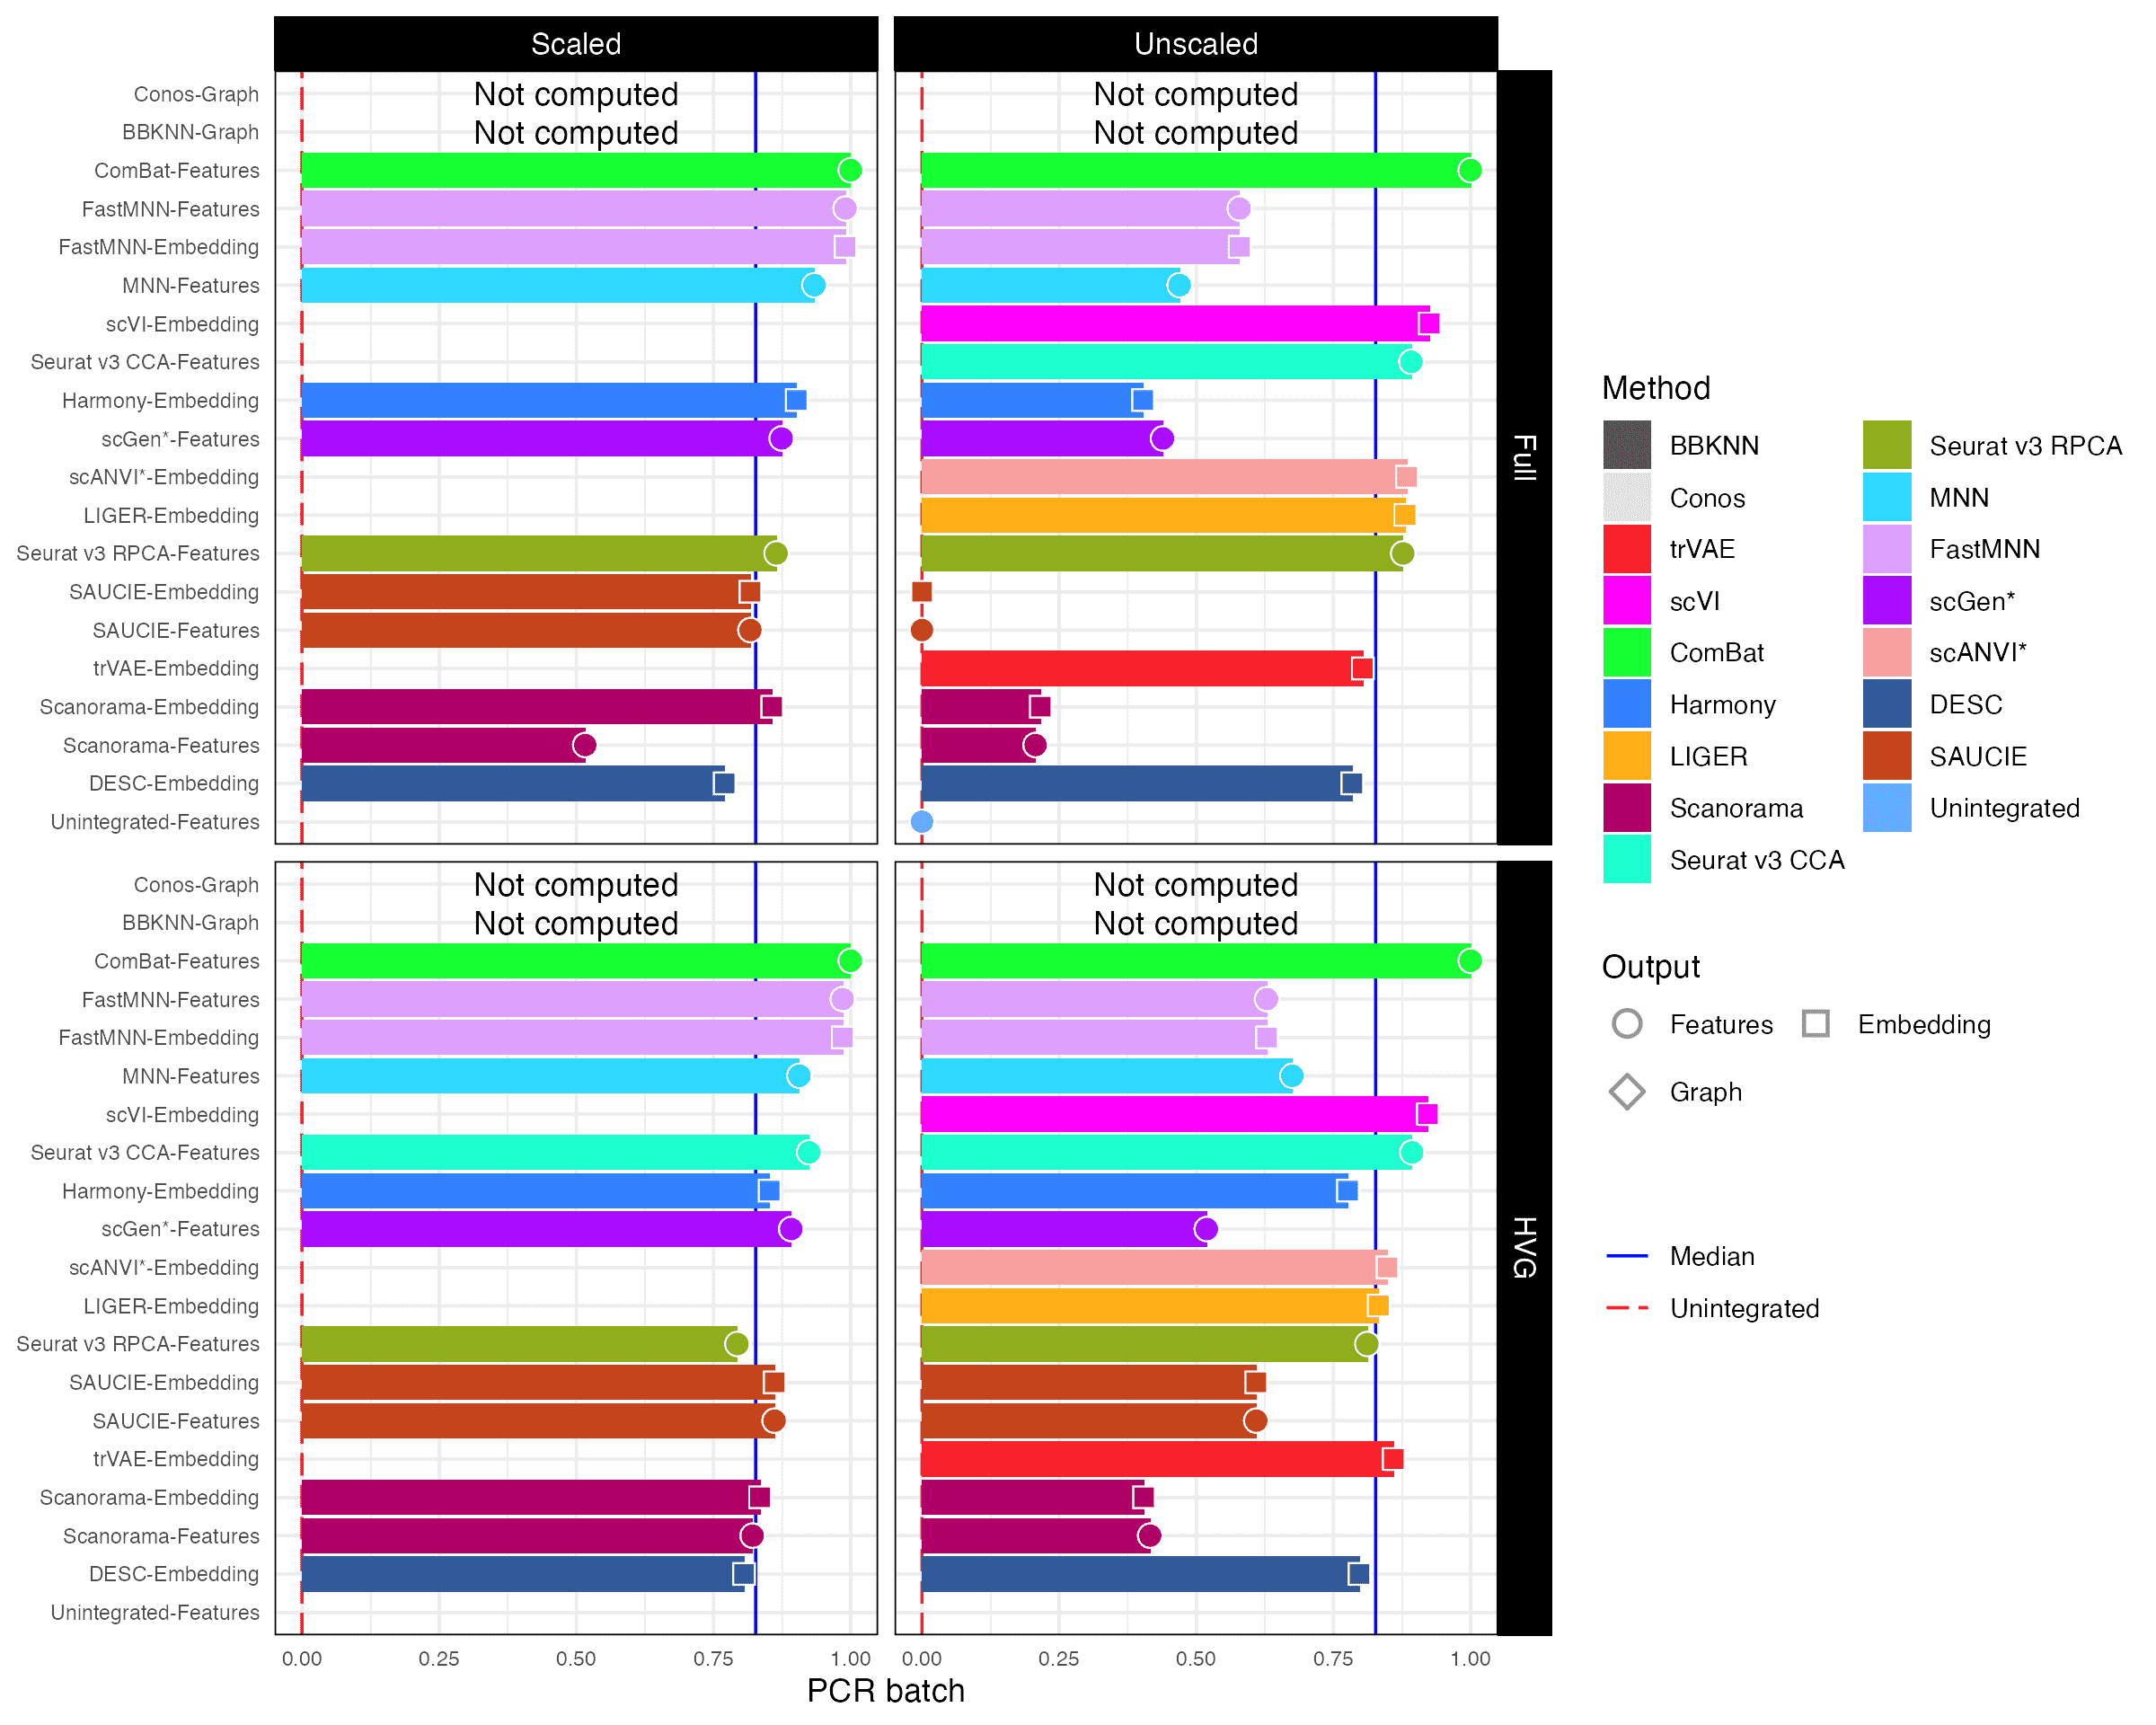 Scaled
Unscaled
Conos-Graph
BBKNN-Graph
ComBat-Features
FastMNN-Features
FastMNN-Embedding
MNN-Features
scVI-Embedding
Seurat v3 CCA-Features
Harmony-Embedding
scGen*-Features
scANVI*-Embedding
LIGER-Embedding
Seurat v3 RPCA-Features
SAUCIE-Embedding
SAUCIE-Features
trVAE-Embedding
Scanorama-Embedding
Scanorama-Features
DESC-Embedding
Unintegrated-Features
Not computed
Not computed
Not computed
Not computed
Full
Conos-Graph
BBKNN-Graph
ComBat-Features
FastMNN-Features
FastMNN-Embedding
MNN-Features
scVI-Embedding
Seurat v3 CCA-Features
Harmony-Embedding
scGen*-Features
scANVI*-Embedding
LIGER-Embedding
Seurat v3 RPCA-Features
SAUCIE-Embedding
SAUCIE-Features
trVAE-Embedding
Scanorama-Embedding
Scanorama-Features
DESC-Embedding
Unintegrated-Features
Not computed
Not computed
Not computed
Not computed
HVG
0.00 0.25 0.50 0.75 1.00
0.00 0.25 0.50 0.75 1.00
PCR batch
Method
BBKNN
Conos
trVAE
scVI
ComBat
Harmony
LIGER
Scanorama
Seurat v3 CCA
Seurat v3 RPCA
MNN
FastMNN
scGen*
scANVI*
DESC
SAUCIE
Unintegrated
Output
Features
Embedding
Graph
Median
Unintegrated